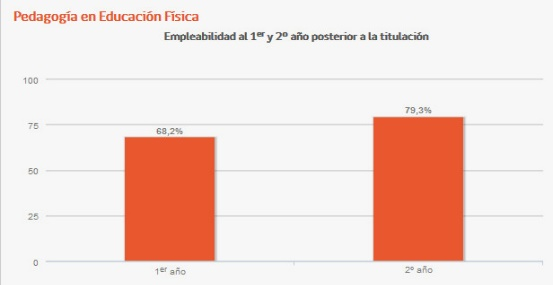 Pedagogía en Educación Física
Empleabilidad al 1er y 2º año posterior a la titulación
100
75
50
25
0
68,2%
79,3%
1er año
2º año